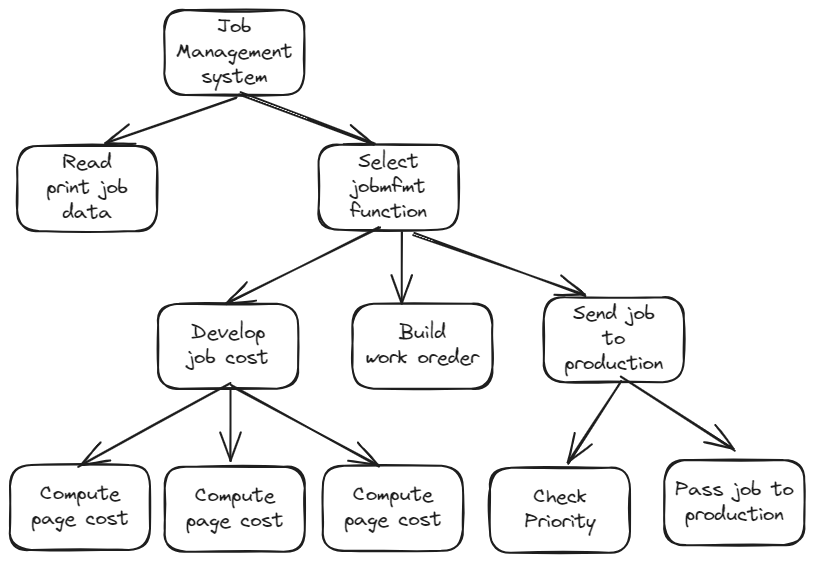 Job
Management
system
Read
print job
data
Select
jobmfmt
function
Develop
job cost
Build
work oreder
Send job
to
production
Compute
page cost
Compute
page cost
Compute
page cost
Check
Priority
Pass job to
production